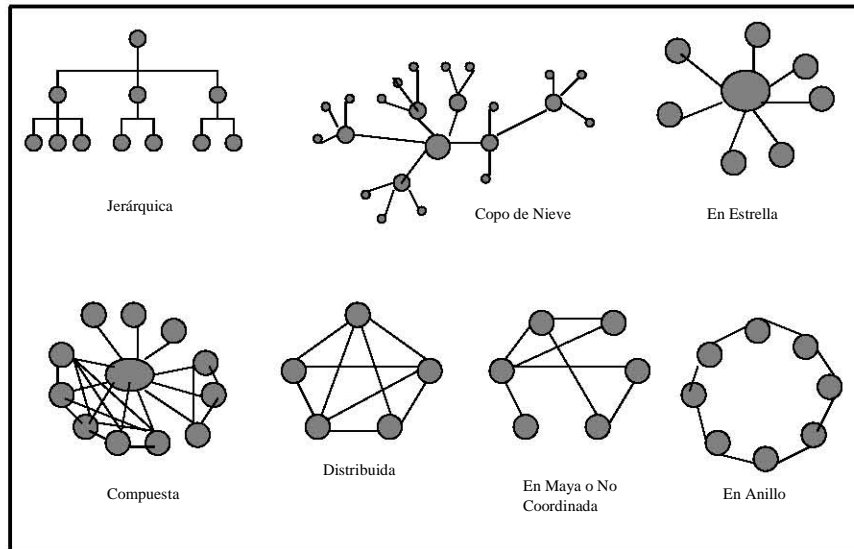 Jerárquica
Copo de Nieve
En Estrella
Compuesta
Distribuida
En Maya o No
Coordinada
En Anillo